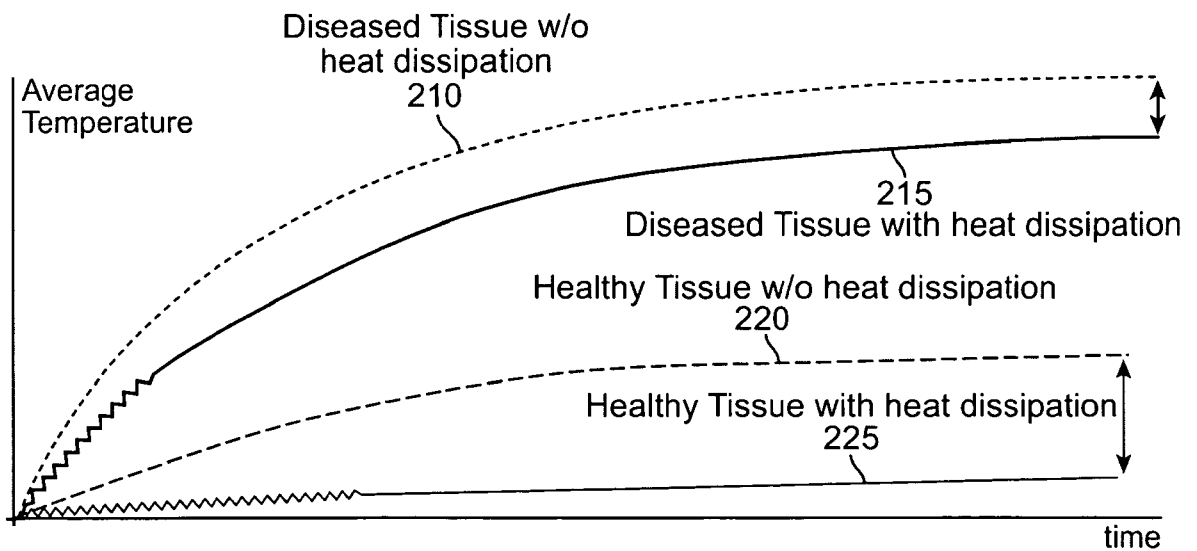 Diseased Tissue w/o
heat dissipation
210
Average
Temperature
215
Diseased Tissue with heat dissipation
Healthy Tissue w/o heat dissipation
220
Healthy Tissue with heat dissipation
225
time